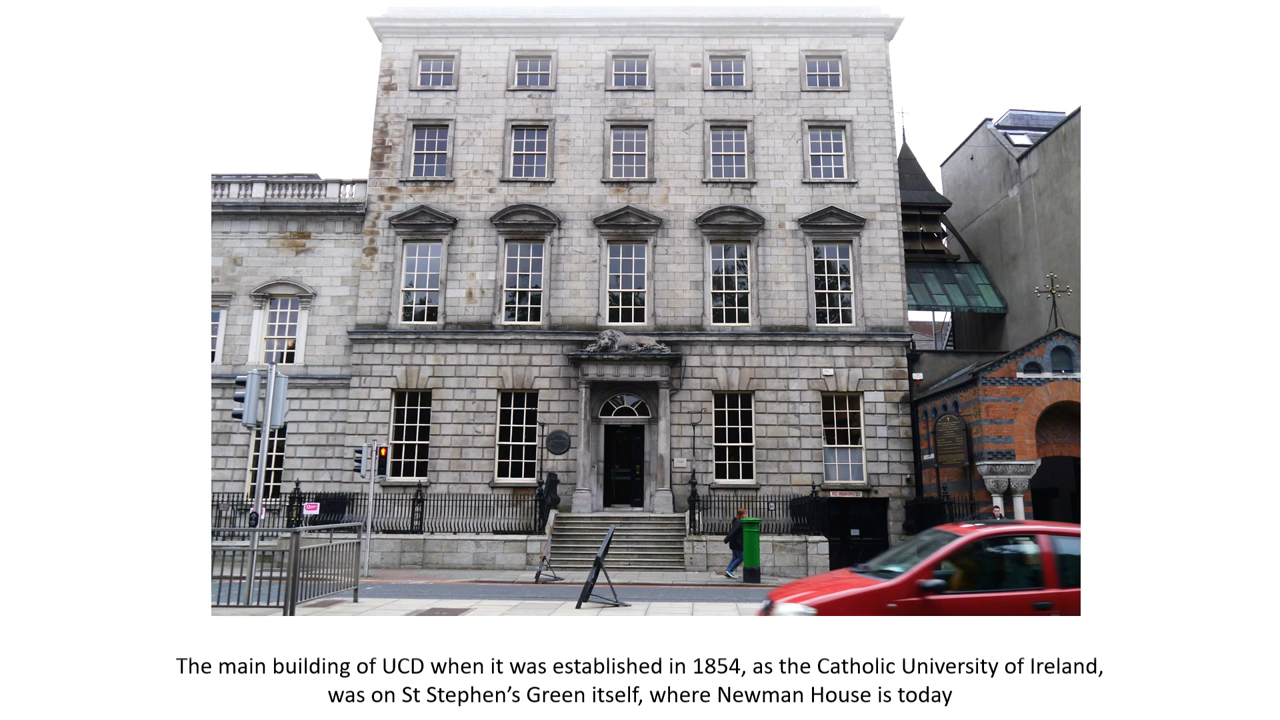 The main building of UCD when it was established in 1854, as the Catholic University of Ireland,
was on St Stephen’s Green itself, where Newman House is today